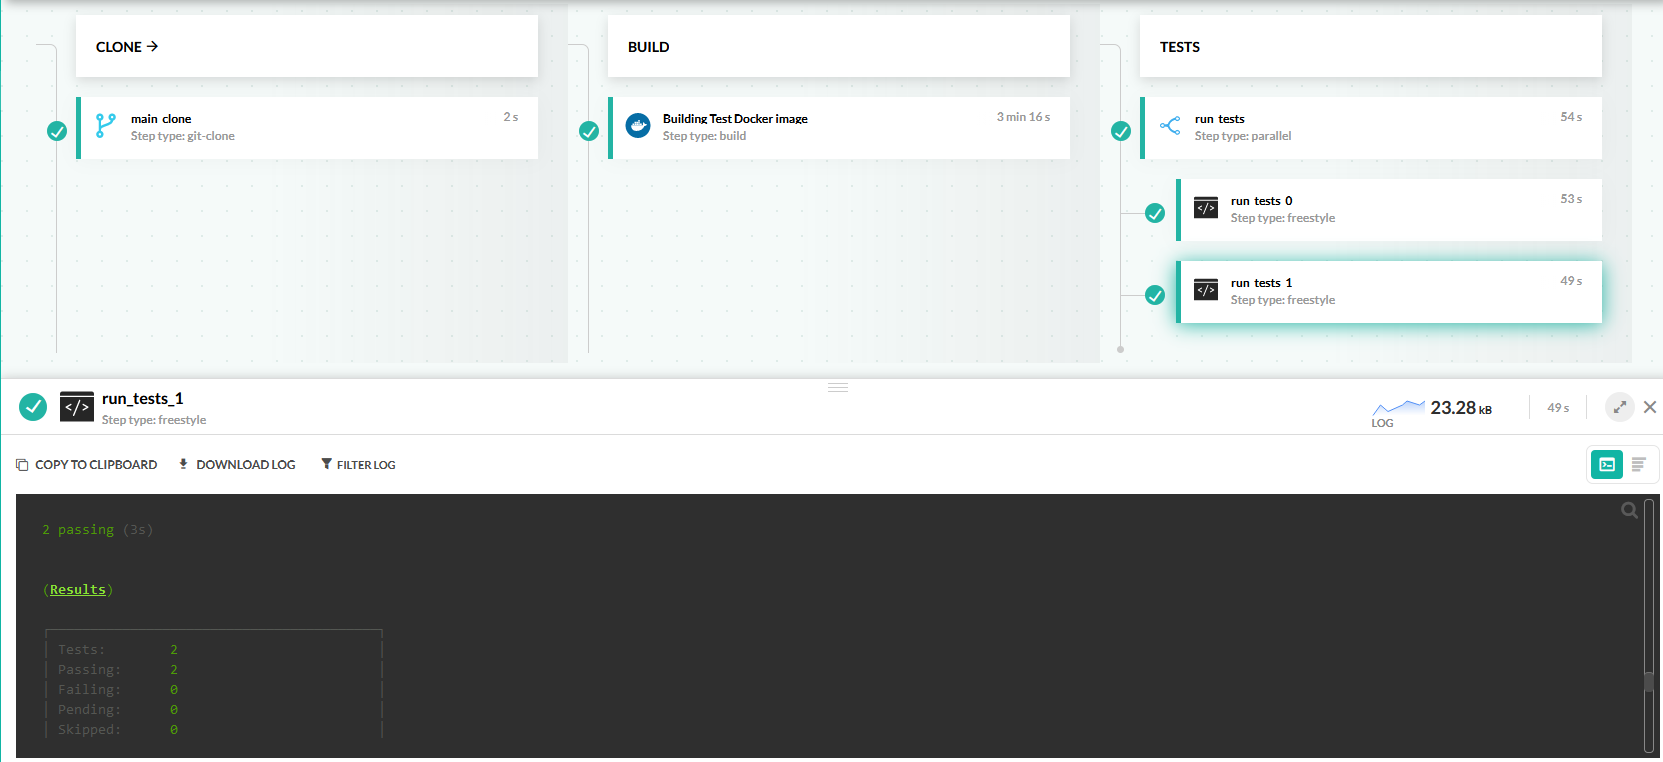 CLONE →
main clone
2 s
Step type: git-clone
BUILD
Building Test Docker image
3 min 16 s
Step type: build
TESTS
run tests
54 s
Step type: parallel
run tests 0
53 s
Step type: freestyle
run tests 1
49 s
Step type: freestyle
run_tests_1
Step type: freestyle
LOG
23.28 kB
49 s
COPY TO CLIPBOARD
DOWNLOAD LOG
FILTER LOG
2 passing (3s)
(Results)
Tests: 2
Passing: 2
Failing: 0
Pending: 0
Skipped: 0